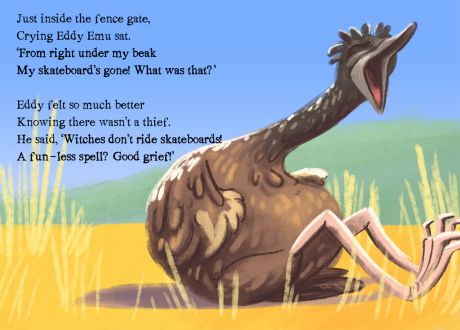 Just inside the fence gate,
Crying Eddy Emu sat.
‘From right under my beak
My skateboard’s gone! What was that?’
Eddy felt so much better
Knowing there wasn’t a thief.
He said, ‘Witches don’t ride skateboards!
A fun-less spell? Good grief!’